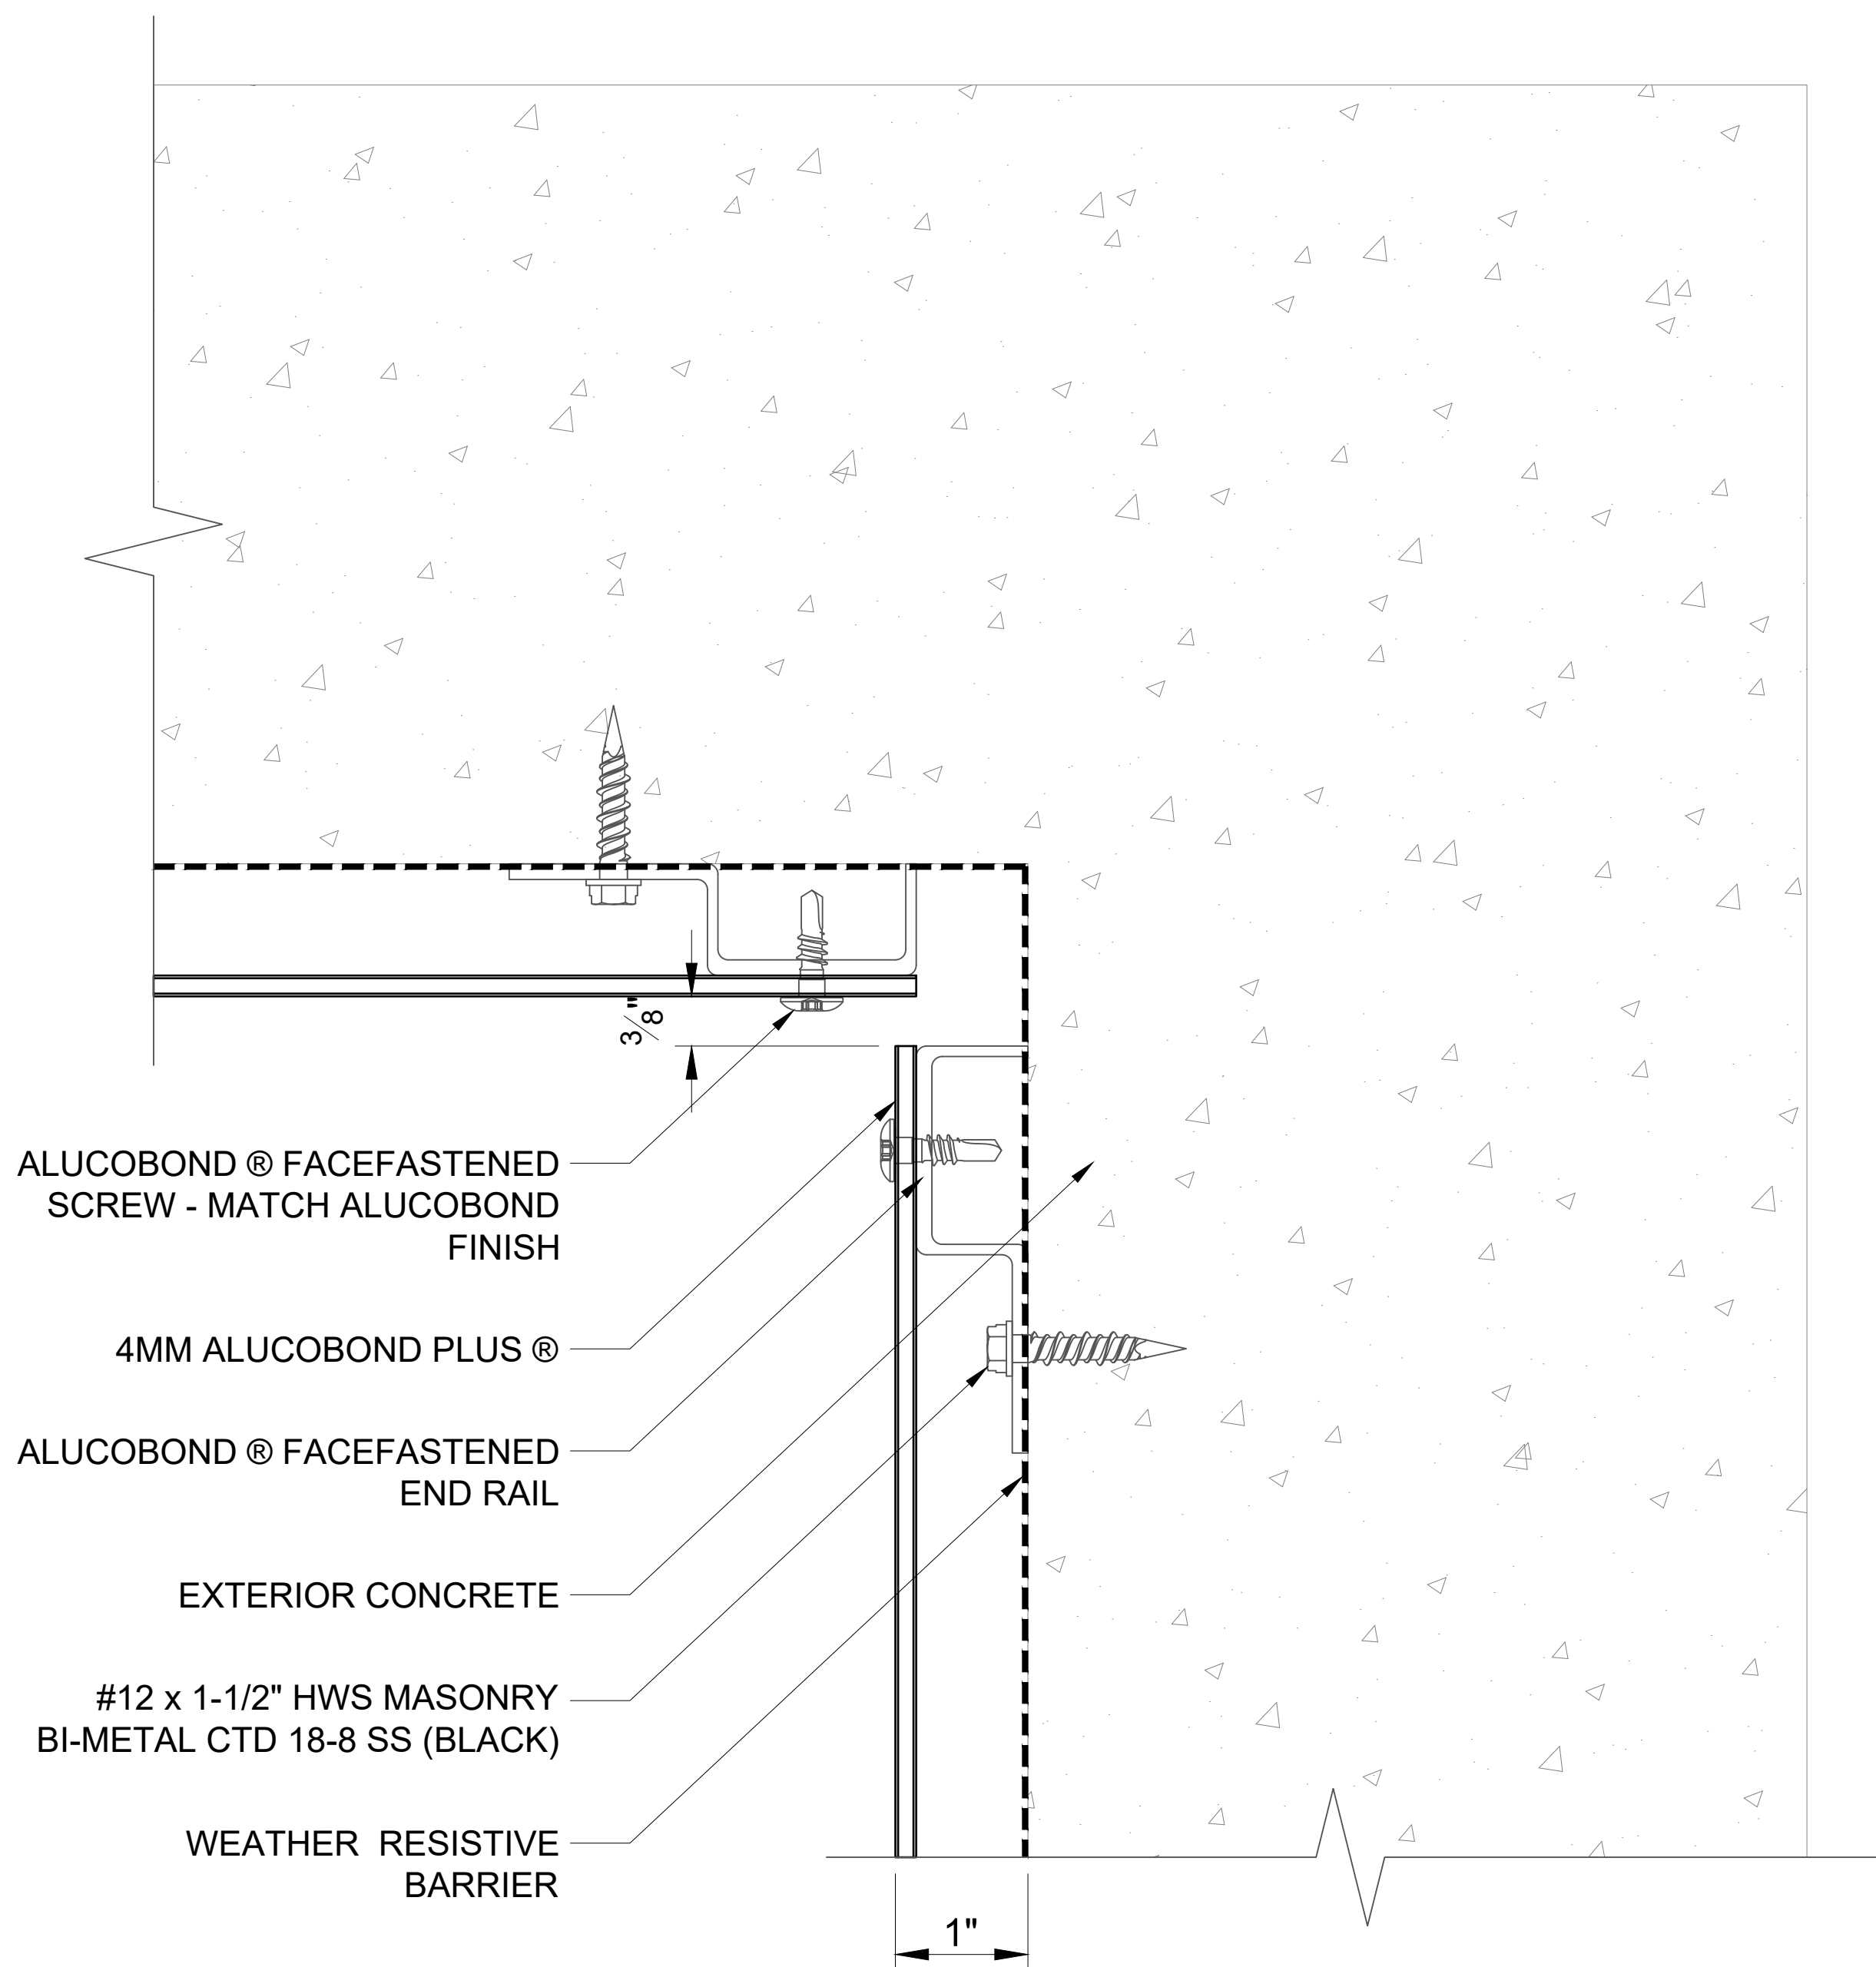 3/8"
ALUCOBOND ® FACEFASTENED
SCREW - MATCH ALUCOBOND
FINISH
4MM ALUCOBOND PLUS ®
ALUCOBOND ® FACEFASTENED
END RAIL
EXTERIOR CONCRETE
#12 x 1-1/2" HWS MASONRY
BI-METAL CTD 18-8 SS (BLACK)
WEATHER RESISTIVE
BARRIER
1"